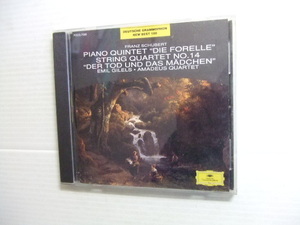 DEUTSCHE GRAMMOPHON
NEW BEST 100
FRANZ SCHUBERT
PIANO QUINTET "DIE FORELLE"
STRING QUARTET NO.14
"DER TOD UND DAS MÄDCHEN"
EMIL GILELS • AMADEUS QUARTET